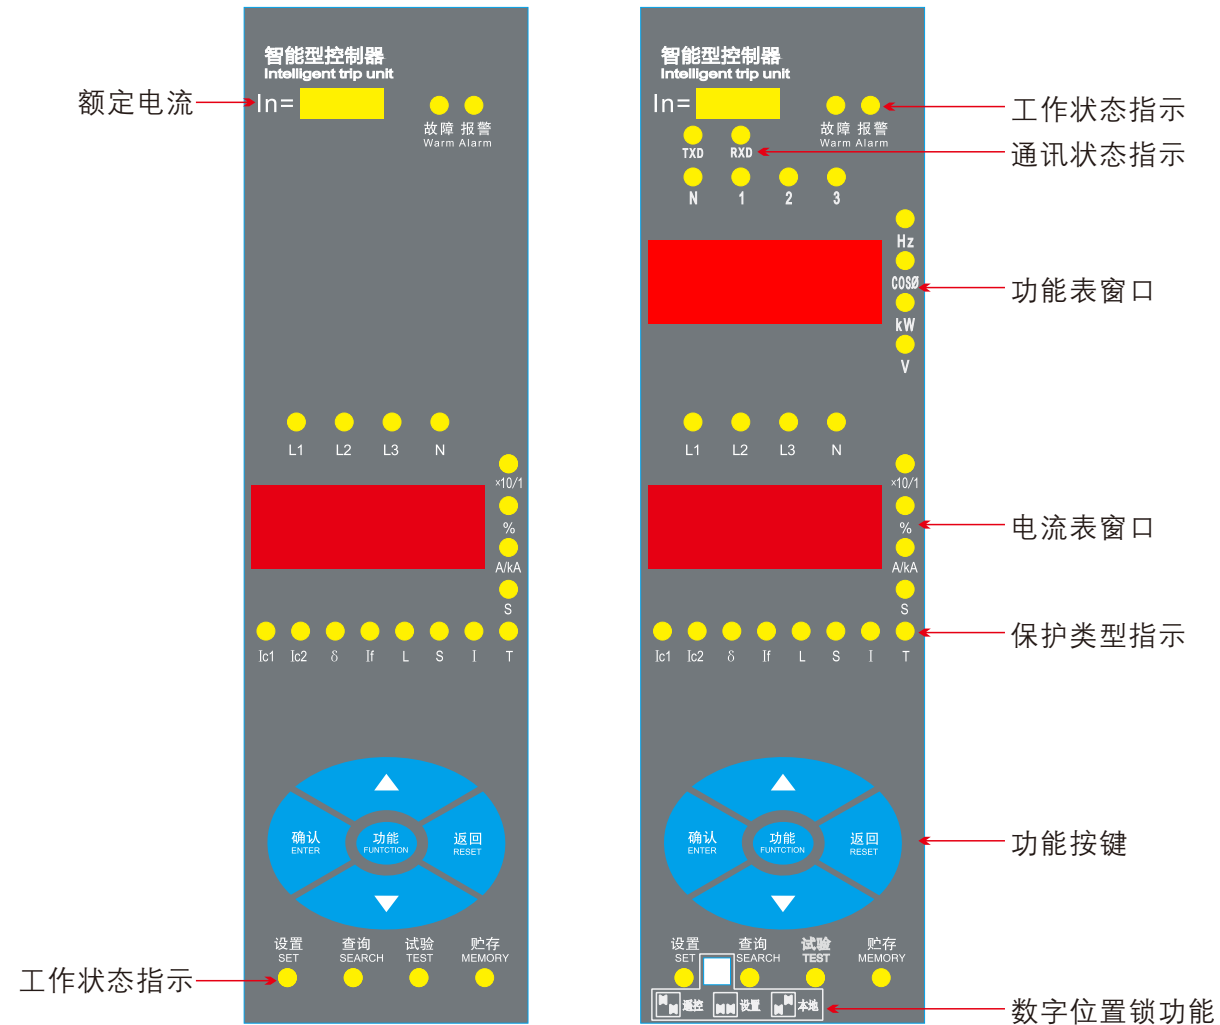 智能型控制器
Intelligent trip unit
额定电流
In=
故障 报警
Warm Alarm
L1 L2 L3 N
×10/1
%
A/kA
S
Ic1 Ic2 δ If L S I T
确认
ENTER
功能
FUNTCTION
返回
RESET
设置 查询 试验 贮存
SET SEARCH TEST MEMORY
工作状态指示
智能型控制器
Intelligent trip unit
In=
故障 报警
Warm Alarm
工作状态指示
TXD RXD
通讯状态指示
N 1 2 3
Hz
COSØ
功能表窗口
kW
V
L1 L2 L3 N
×10/1
%
电流表窗口
A/kA
S
Ic1 Ic2 δ If L S I T
保护类型指示
确认
ENTER
功能
FUNTCTION
返回
RESET
功能按键
设置 查询 试验 贮存
SET SEARCH TEST MEMORY
遥控 设置 本地
数字位置锁功能